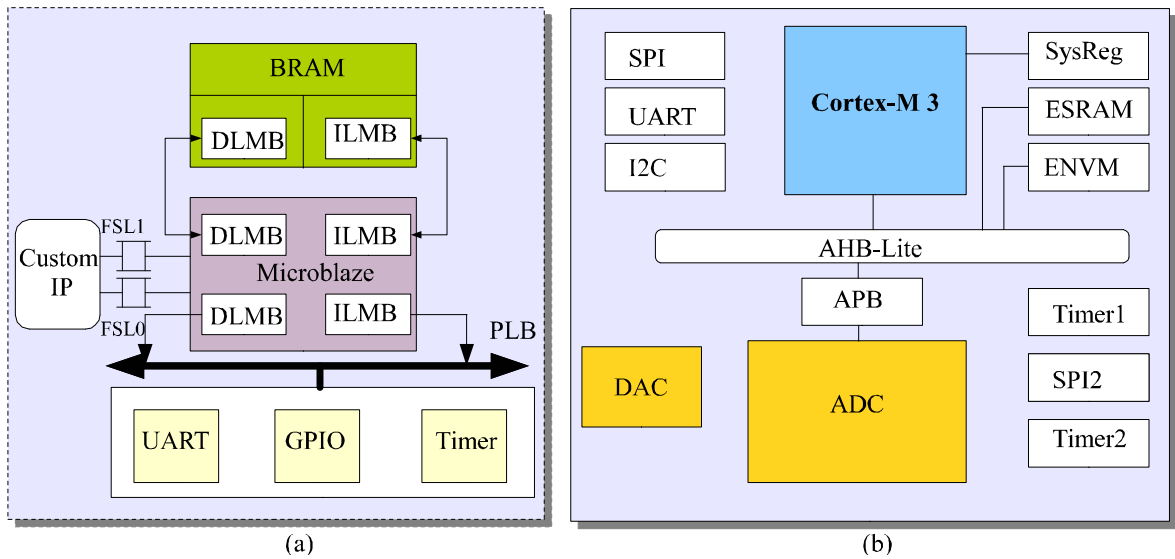 BRAM
DLMB
ILMB
FSL1
Custom
IP
DLMB
ILMB
Microblaze
DLMB
ILMB
FSL0
PLB
UART
GPIO
Timer
(a)
SPI
UART
I2C
Cortex-M 3
SysReg
ESRAM
ENVM
AHB-Lite
APB
Timer1
SPI2
Timer2
DAC
ADC
(b)